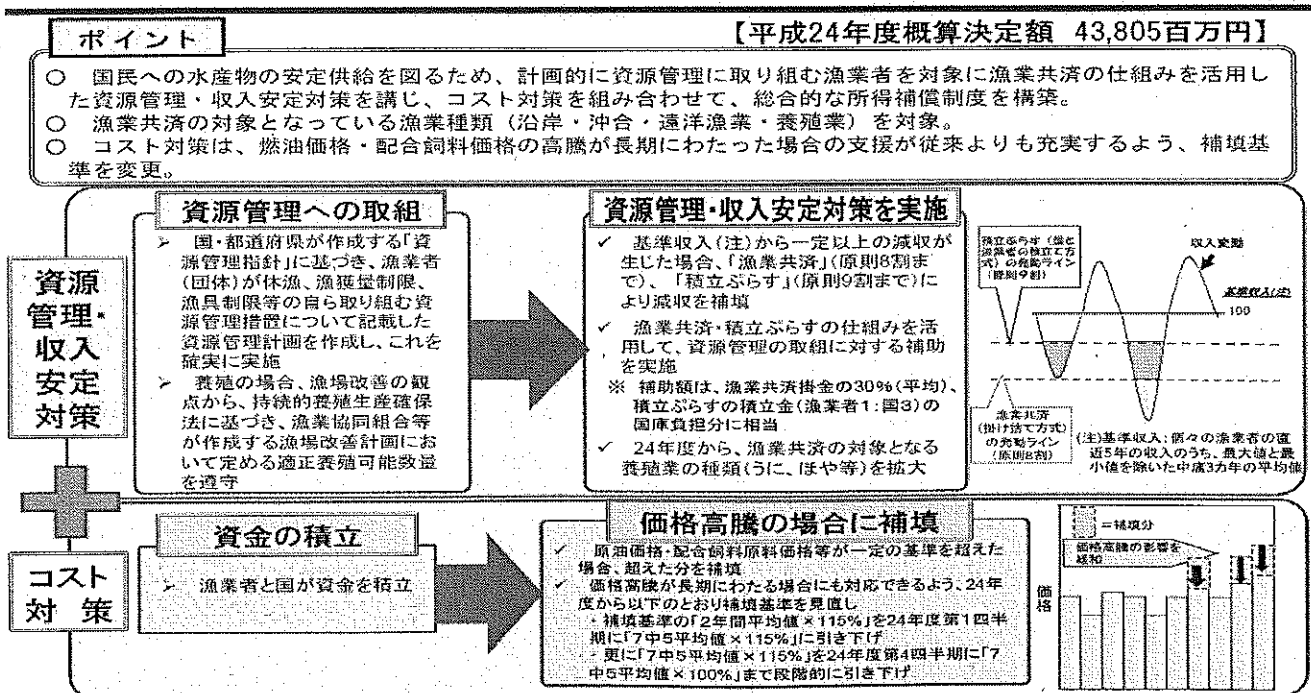 ポイント
【平成24年度概算決定額 43,805百万円】
○ 国民への水産物の安定供給を図るため、計画的に資源管理に取り組む漁業者を対象に漁業共済の仕組みを活用し
た資源管理・収入安定対策を講じ、コスト対策を組み合わせて、総合的な所得補償制度を構築。
○ 漁業共済の対象となっている漁業種類（沿岸・沖合・遠洋漁業・養殖業）を対象。
○ コスト対策は、燃油価格・配合飼料価格の高騰が長期にわたった場合の支援が従来よりも充実するよう、補填基
準を変更。
資源
管理・
収入
安定
対策
資源管理への取組
➢ 国・都道府県が作成する「資
源管理指針」に基づき、漁業者
(団体)が休漁、漁獲量制限、
漁具制限等の自ら取り組む資
源管理措置について記載した
資源管理計画を作成し、これを
確実に実施
➢ 養殖の場合、漁場改善の観
点から、持続的養殖生産確保
法に基づき、漁業協同組合等
が作成する漁場改善計画にお
いて定める適正養殖可能数量
を遵守
資源管理・収入安定対策を実施
✓ 基準収入(注)から一定以上の減収が
生じた場合、「漁業共済」(原則8割ま
で)、「積立ぷらす」(原則9割まで)に
より減収を補填
✓ 漁業共済・積立ぷらすの仕組みを活
用して、資源管理の取組に対する補助
を実施
※ 補助額は、漁業共済掛金の30%(平均)、
積立ぷらすの積立金(漁業者1:国3)の
国庫負担分に相当
✓ 24年度から、漁業共済の対象となる
養殖業の種類(うに、ほや等)を拡大
積立ぷらす(国と
漁業者の積立て方
式)の発動ライン
(原則9割)
収入変動
基準収入(注)
100
漁業共済
(掛け捨て方式)
の発動ライン
(原則8割)
(注)基準収入:個々の漁業者の直
近5年の収入のうち、最大値と最
小値を除いた中庸3カ年の平均値
コスト
対策
資金の積立
➢ 漁業者と国が資金を積立
価格高騰の場合に補填
✓ 原油価格・配合飼料原料価格等が一定の基準を超えた
場合、超えた分を補填
✓ 価格高騰が長期にわたる場合にも対応できるよう、24年
度から以下のとおり補填基準を見直し
・補填基準の「2年間平均値×115%」を24年度第1四半
期に「7中5平均値×115%」に引き下げ
・更に「7中5平均値×115%」を24年度第4四半期に「7
中5平均値×100%」まで段階的に引き下げ
=補填分
価格高騰の影響を
緩和
価格